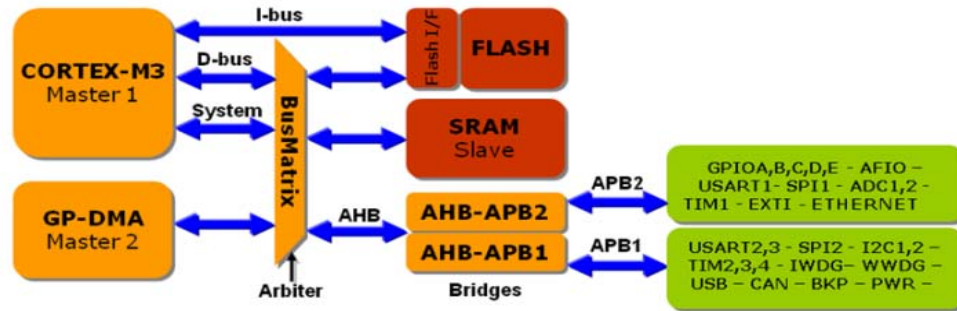 I-bus
CORTEX-M3
Master 1
D-bus
System
BusMatrix
Flash I/F
FLASH
SRAM
Slave
GP-DMA
Master 2
Arbiter
AHB
AHB-APB2
AHB-APB1
Bridges
APB2
GPIOA,B,C,D,E - AFIO –
USART1- SPI1 - ADC1,2 -
TIM1 - EXTI - ETHERNET
APB1
USART2,3 - SPI2 - I2C1,2 –
TIM2,3,4 - IWDG– WWDG –
USB – CAN – BKP – PWR –